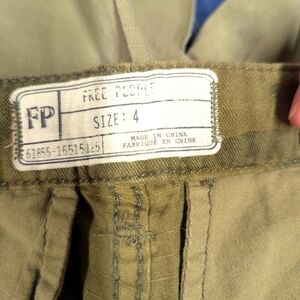 FP
FREE PEOPLE
SIZE: 4
MADE IN CHINA
FABRIQUÉ EN CHINE